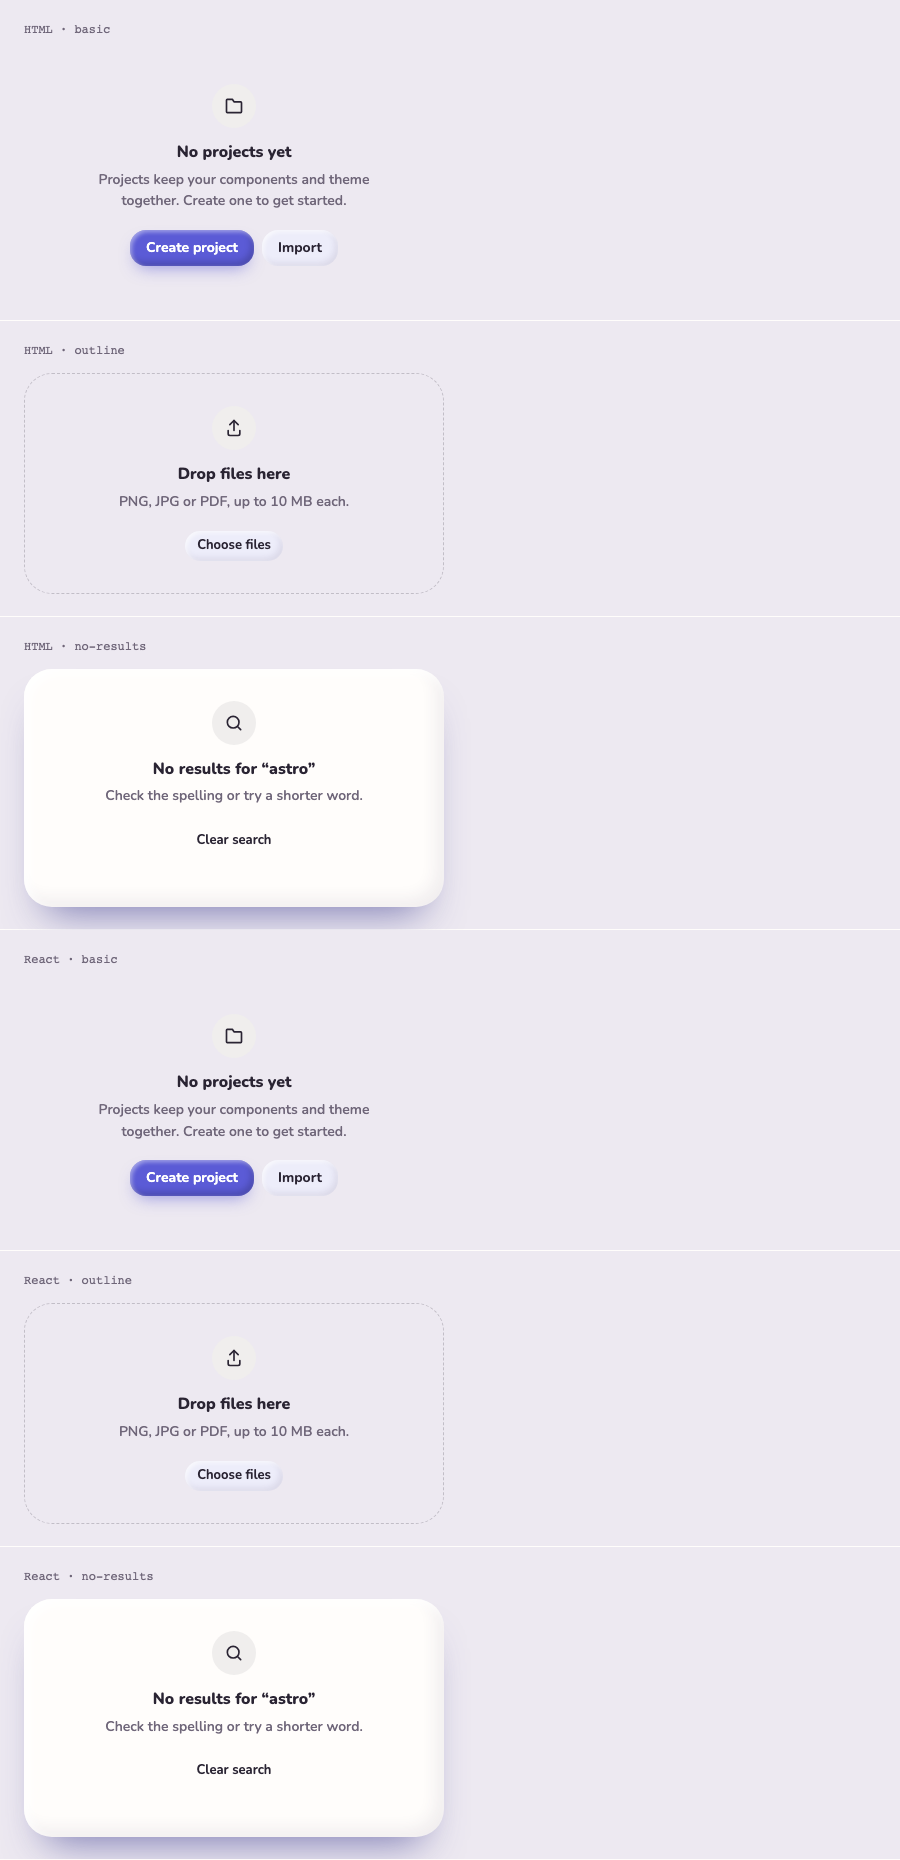 HTML · basic
No projects yet
Projects keep your components and theme
together. Create one to get started.
Create project
Import
HTML · outline
Drop files here
PNG, JPG or PDF, up to 10 MB each.
Choose files
HTML · no-results
No results for “astro”
Check the spelling or try a shorter word.
Clear search
React · basic
No projects yet
Projects keep your components and theme
together. Create one to get started.
Create project
Import
React · outline
Drop files here
PNG, JPG or PDF, up to 10 MB each.
Choose files
React · no-results
No results for “astro”
Check the spelling or try a shorter word.
Clear search